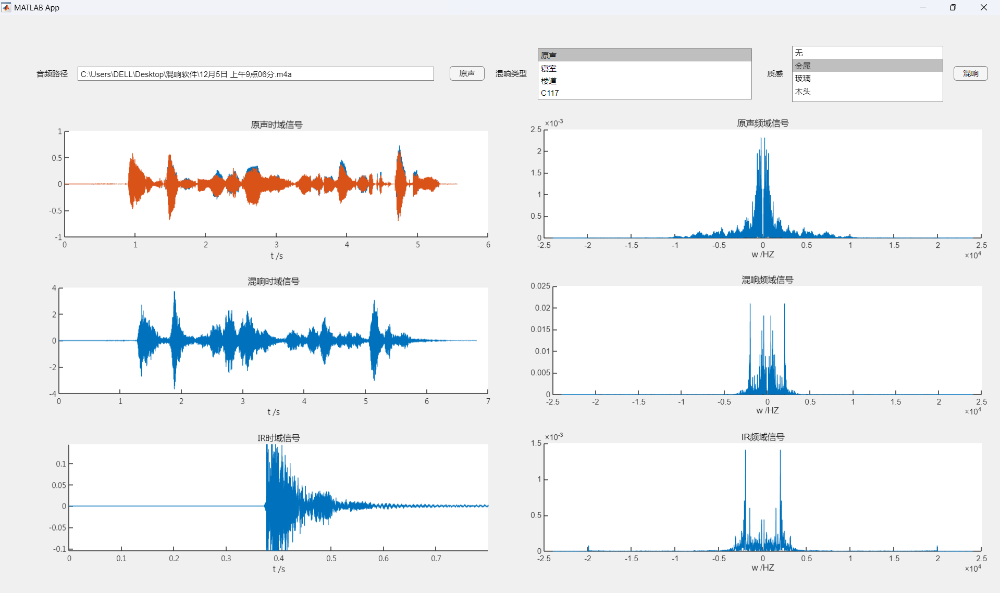 MATLAB App
音频路径
C:\Users\DELL\Desktop\混响软件\12月5日 上午9点06分.m4a
原声
混响类型
原声
寝室
楼道
C117
质感
无
金属
玻璃
木头
混响
原声时域信号
1
0.5
0
-0.5
-1
0 1 2 3 4 5 6
t /s
原声频域信号
×10-3
2.5
2
1.5
1
0.5
0
-2.5 -2 -1.5 -1 -0.5 0 0.5 1 1.5 2 2.5
w /HZ
×104
混响时域信号
4
2
0
-2
-4
0 1 2 3 4 5 6 7
t /s
混响频域信号
0.025
0.02
0.015
0.01
0.005
0
-2.5 -2 -1.5 -1 -0.5 0 0.5 1 1.5 2 2.5
w /HZ
×104
IR时域信号
0.1
0.05
0
-0.05
-0.1
0 0.1 0.2 0.3 0.4 0.5 0.6 0.7
t /s
IR频域信号
×10-3
1.5
1
0.5
0
-2.5 -2 -1.5 -1 -0.5 0 0.5 1 1.5 2 2.5
w /HZ
×104